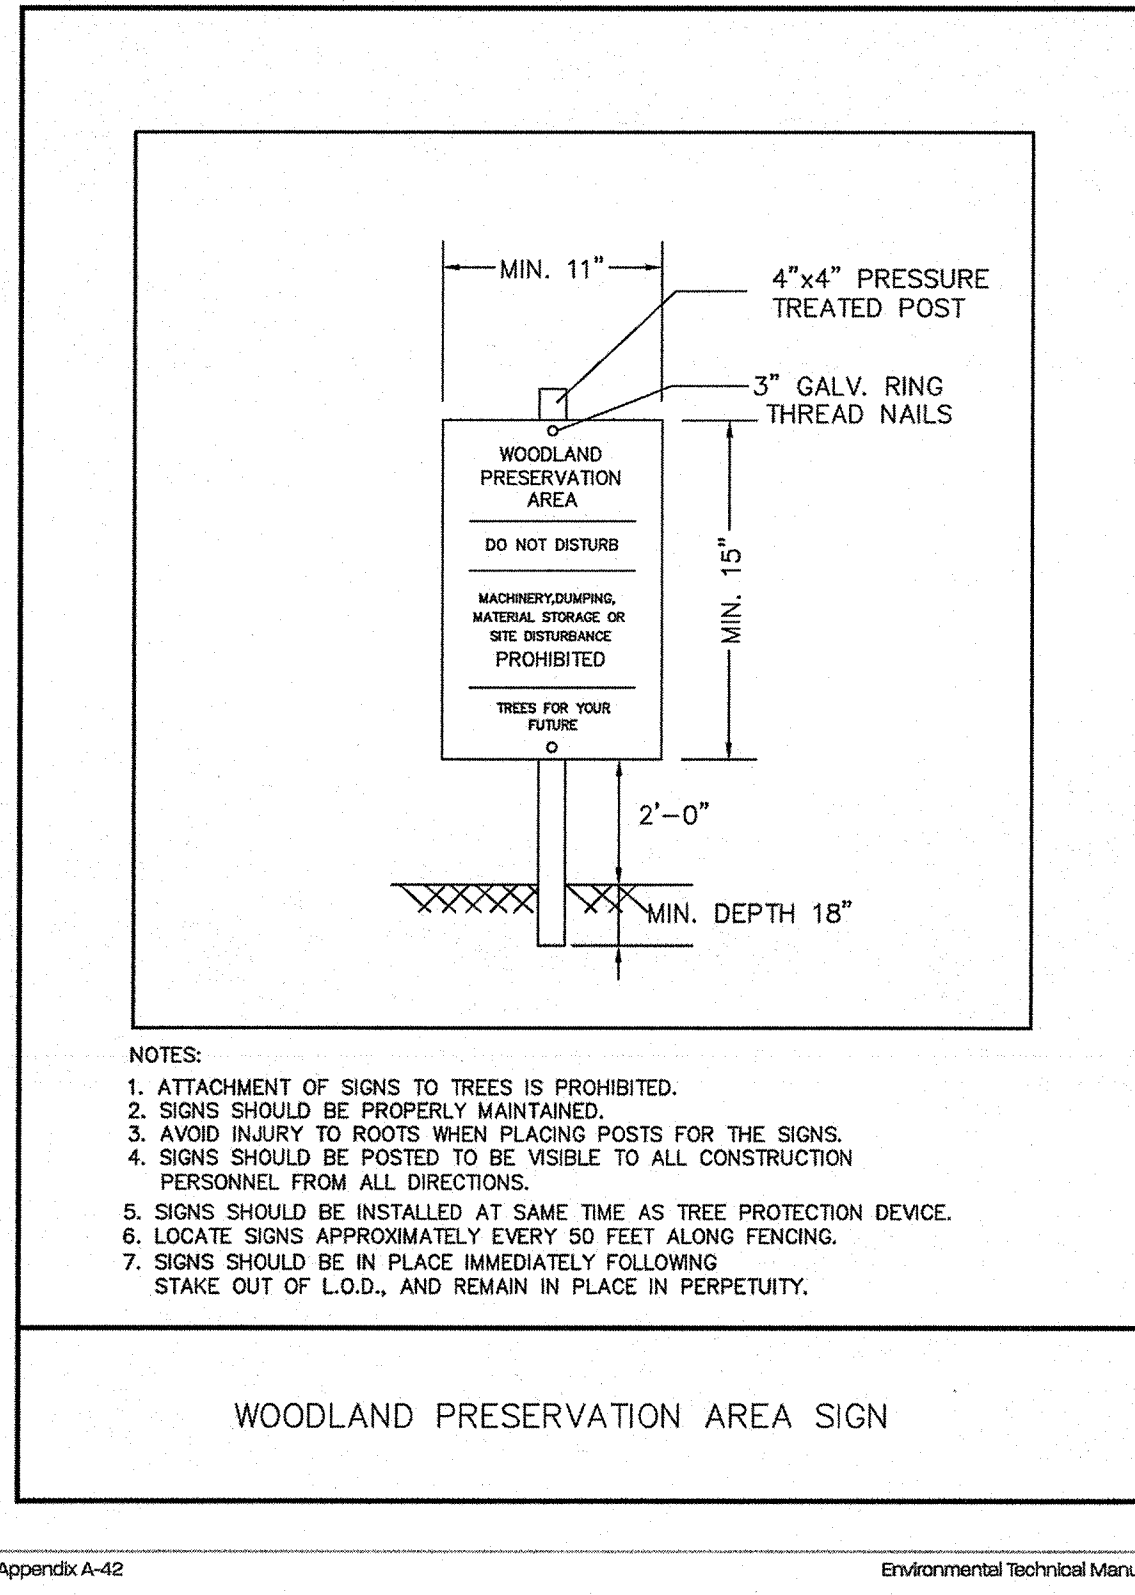 MIN. 11"
4"x4" PRESSURE
TREATED POST
3" GALV. RING
THREAD NAILS
WOODLAND
PRESERVATION
AREA
DO NOT DISTURB
MACHINERY,DUMPING,
MATERIAL STORAGE OR
SITE DISTURBANCE
PROHIBITED
TREES FOR YOUR
FUTURE
MIN. 15"
2'-0"
MIN. DEPTH 18"
NOTES:
1. ATTACHMENT OF SIGNS TO TREES IS PROHIBITED.
2. SIGNS SHOULD BE PROPERLY MAINTAINED.
3. AVOID INJURY TO ROOTS WHEN PLACING POSTS FOR THE SIGNS.
4. SIGNS SHOULD BE POSTED TO BE VISIBLE TO ALL CONSTRUCTION
PERSONNEL FROM ALL DIRECTIONS.
5. SIGNS SHOULD BE INSTALLED AT SAME TIME AS TREE PROTECTION DEVICE.
6. LOCATE SIGNS APPROXIMATELY EVERY 50 FEET ALONG FENCING.
7. SIGNS SHOULD BE IN PLACE IMMEDIATELY FOLLOWING
STAKE OUT OF L.O.D., AND REMAIN IN PLACE IN PERPETUITY.
WOODLAND PRESERVATION AREA SIGN
Appendix A-42
Environmental Technical Manu